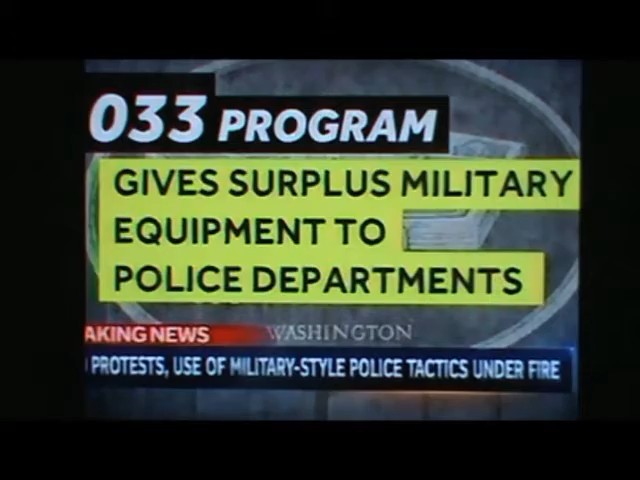 033 PROGRAM
GIVES SURPLUS MILITARY
EQUIPMENT TO
POLICE DEPARTMENTS
AKING NEWS
WASHINGTON
PROTESTS, USE OF MILITARY-STYLE POLICE TACTICS UNDER FIRE